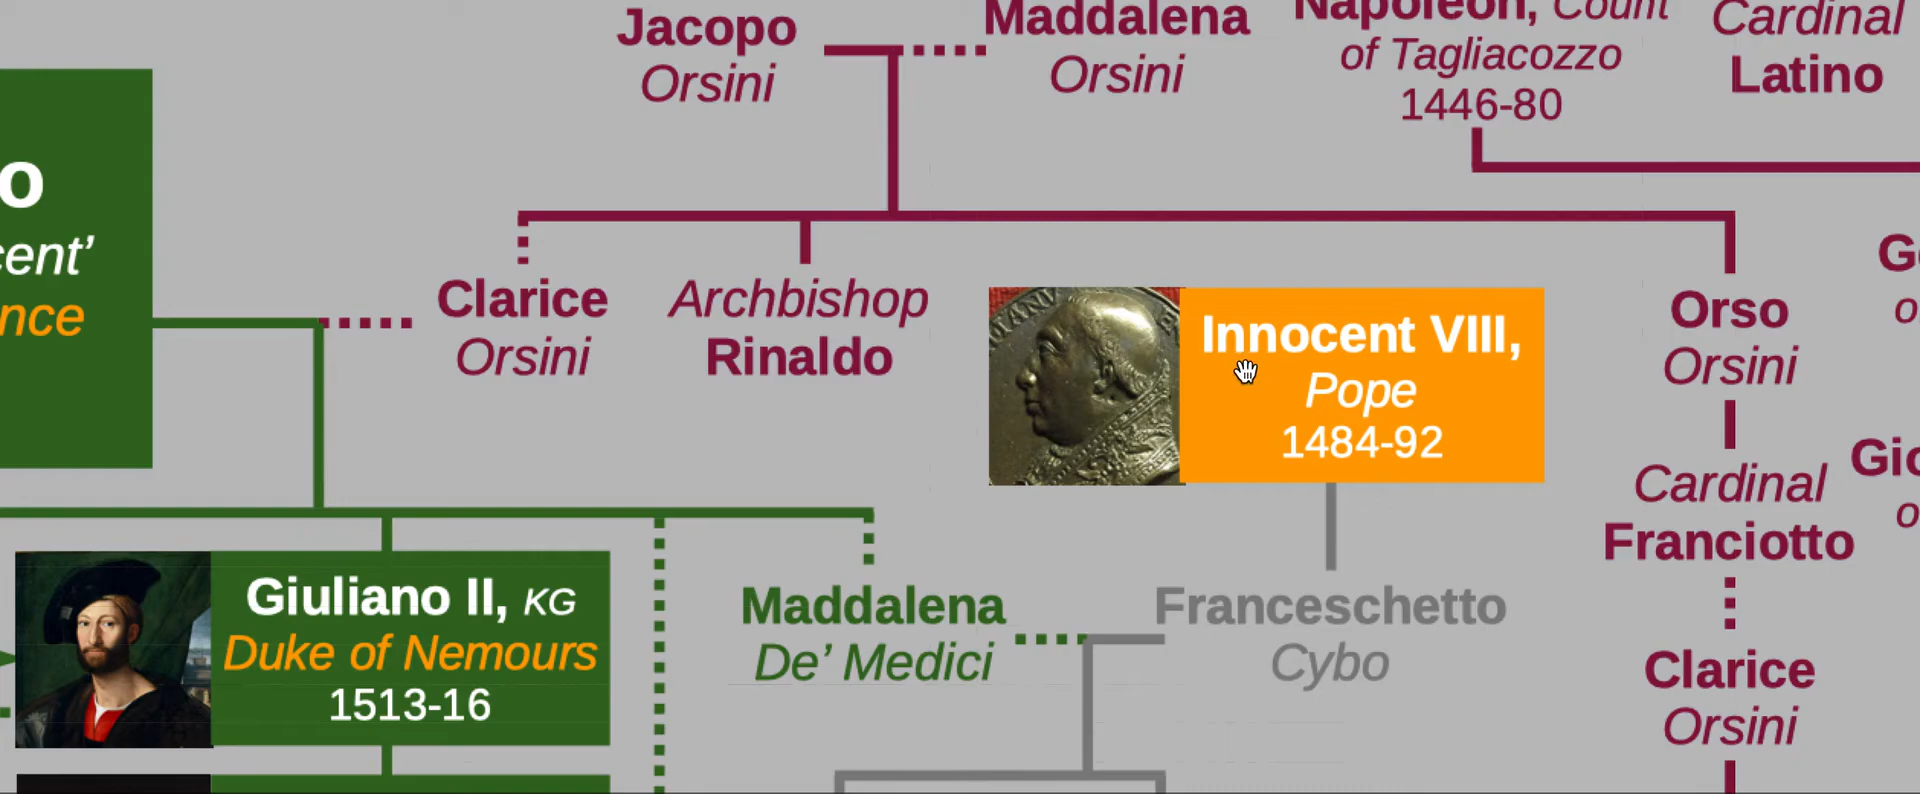 Jacopo
Orsini
Maddalena
Orsini
Napoleon, Count
of Tagliacozzo
1446-80
Cardinal
Latino
Clarice
Orsini
Archbishop
Rinaldo
Innocent VIII,
Pope
1484-92
Orso
Orsini
Cardinal
Franciotto
Clarice
Orsini
Giuliano II, KG
Duke of Nemours
1513-16
Maddalena
De’ Medici
Franceschetto
Cybo